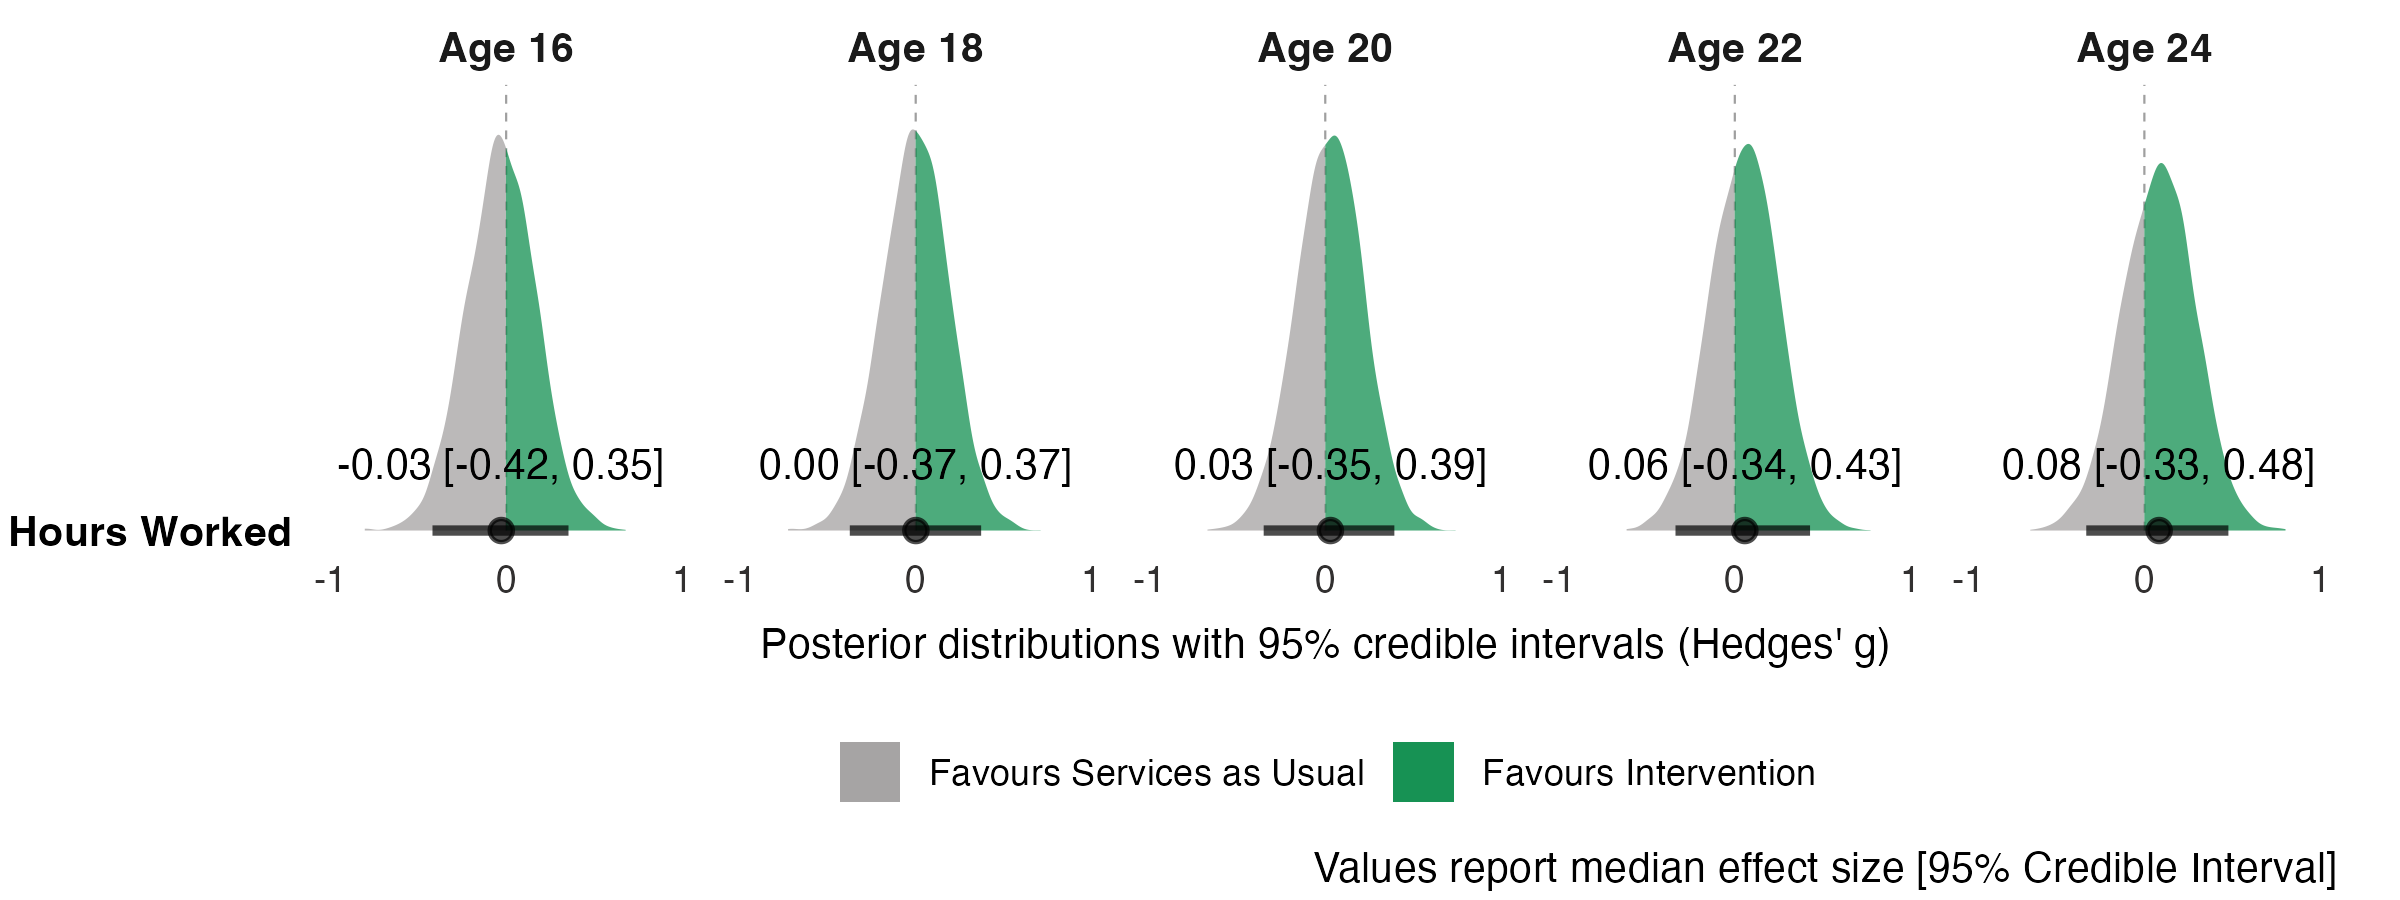 Age 16 Age 18 Age 20 Age 22 Age 24
-0.03 [-0.42, 0.35] 0.00 [-0.37, 0.37] 0.03 [-0.35, 0.39] 0.06 [-0.34, 0.43] 0.08 [-0.33, 0.48]
Hours Worked
-1 0 1 -1 0 1 -1 0 1 -1 0 1 -1 0 1
Posterior distributions with 95% credible intervals (Hedges' g)
Favours Services as Usual Favours Intervention
Values report median effect size [95% Credible Interval]